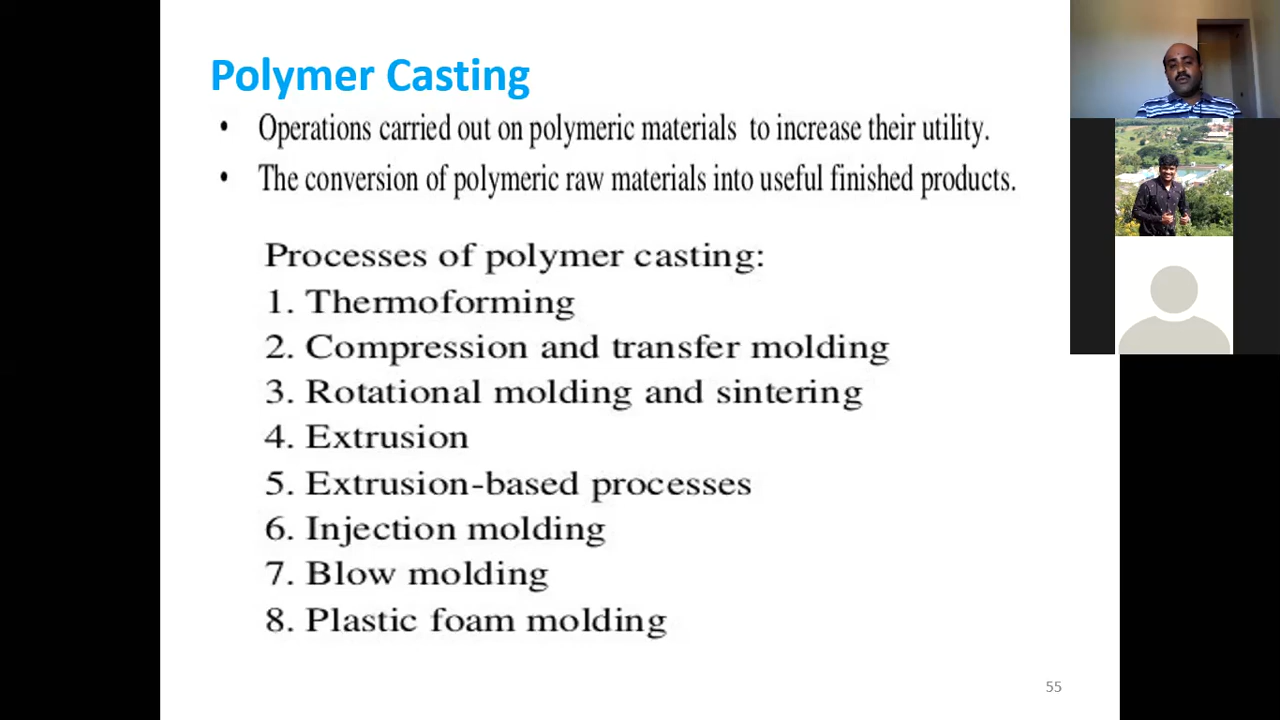 Polymer Casting
• Operations carried out on polymeric materials to increase their utility.
• The conversion of polymeric raw materials into useful finished products.
Processes of polymer casting:
1. Thermoforming
2. Compression and transfer molding
3. Rotational molding and sintering
4. Extrusion
5. Extrusion-based processes
6. Injection molding
7. Blow molding
8. Plastic foam molding
55